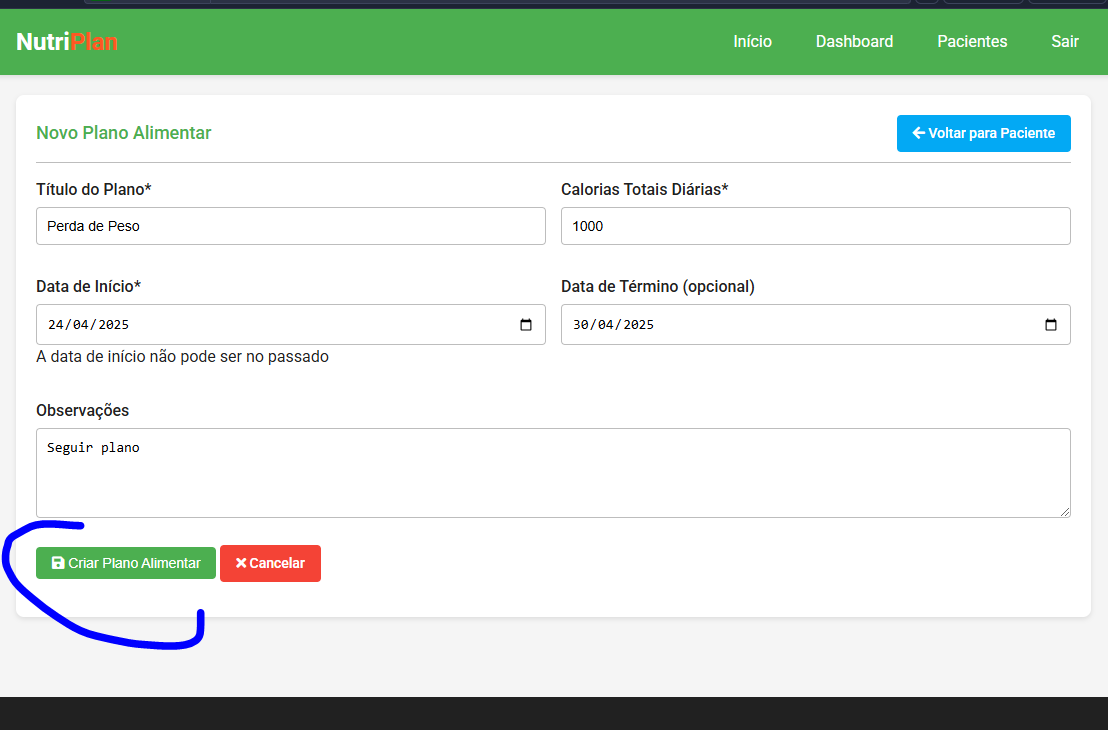 NutriPlan
Início Dashboard Pacientes Sair
Novo Plano Alimentar
Voltar para Paciente
Título do Plano* Calorias Totais Diárias*
Perda de Peso 1000
Data de Início* Data de Término (opcional)
24/04/2025 30/04/2025
A data de início não pode ser no passado
Observações
Seguir plano
Criar Plano Alimentar Cancelar